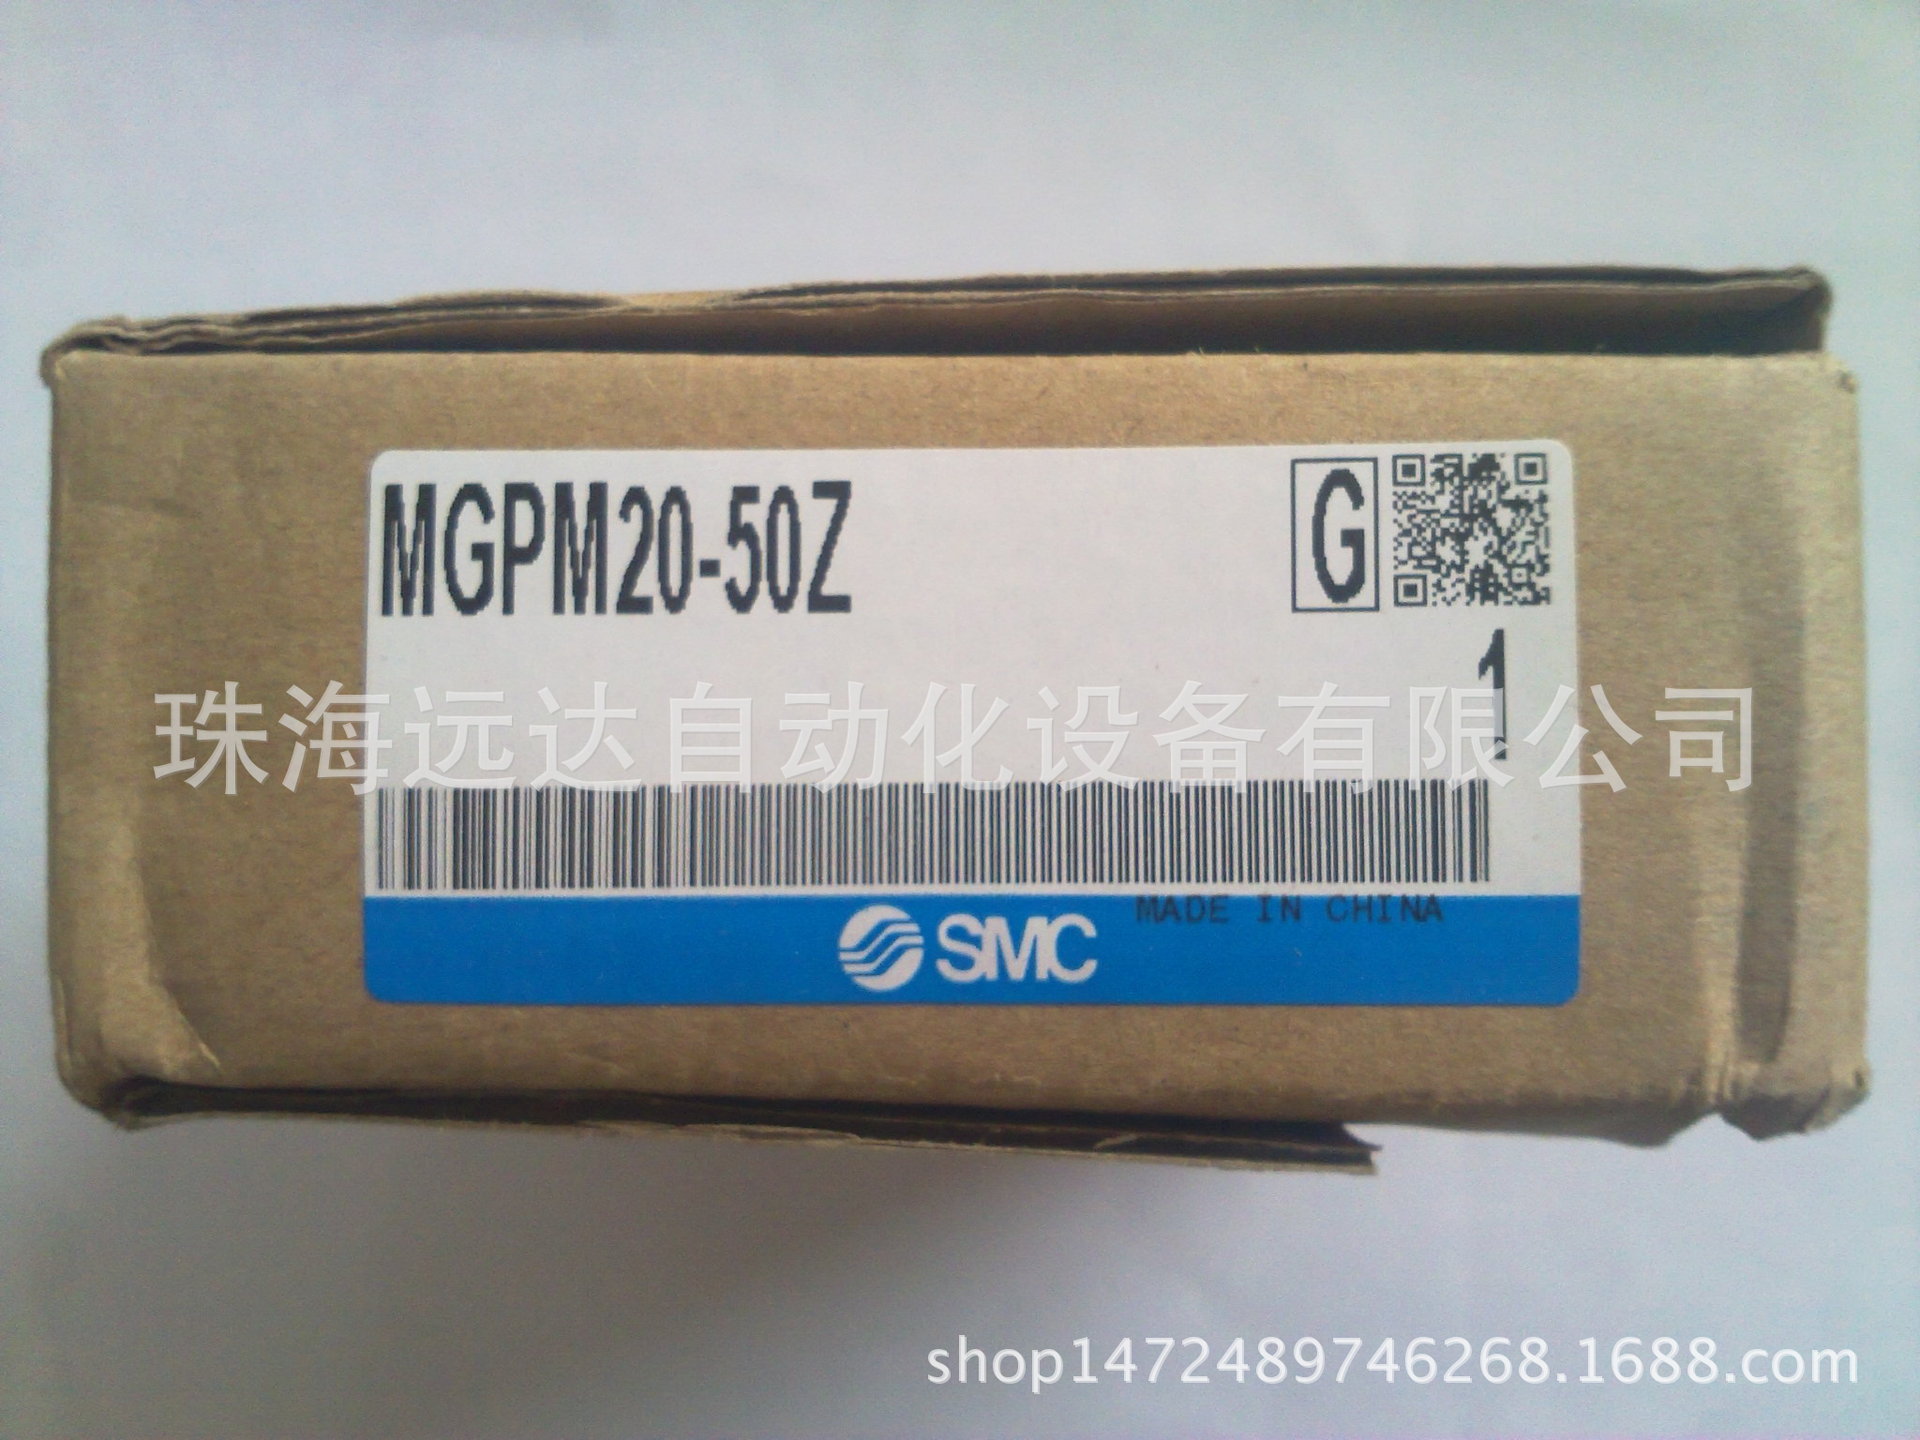 MGPM20-50Z
G
1
珠海远达自动化设备有限公司
SMC
MADE IN CHINA
shop1472489746268.1688.com